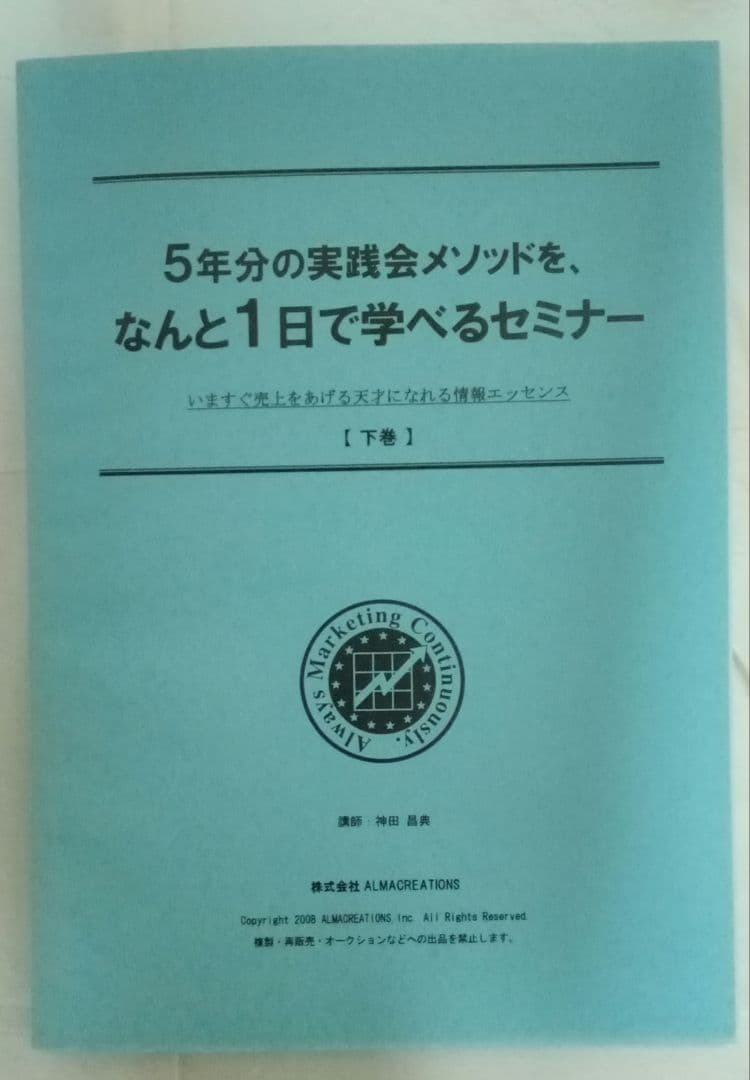 5年分の実践会メソッドを、
なんと1日で学べるセミナー
いますぐ売上をあげる天才になれる情報エッセンス
【 下巻 】
Always Marketing Continuously.
講師：神田 昌典
株式会社 ALMACREATIONS
Copyright 2008 ALMACREATIONS Inc. All Rights Reserved.
複製・再販売・オークションなどへの出品を禁止します。